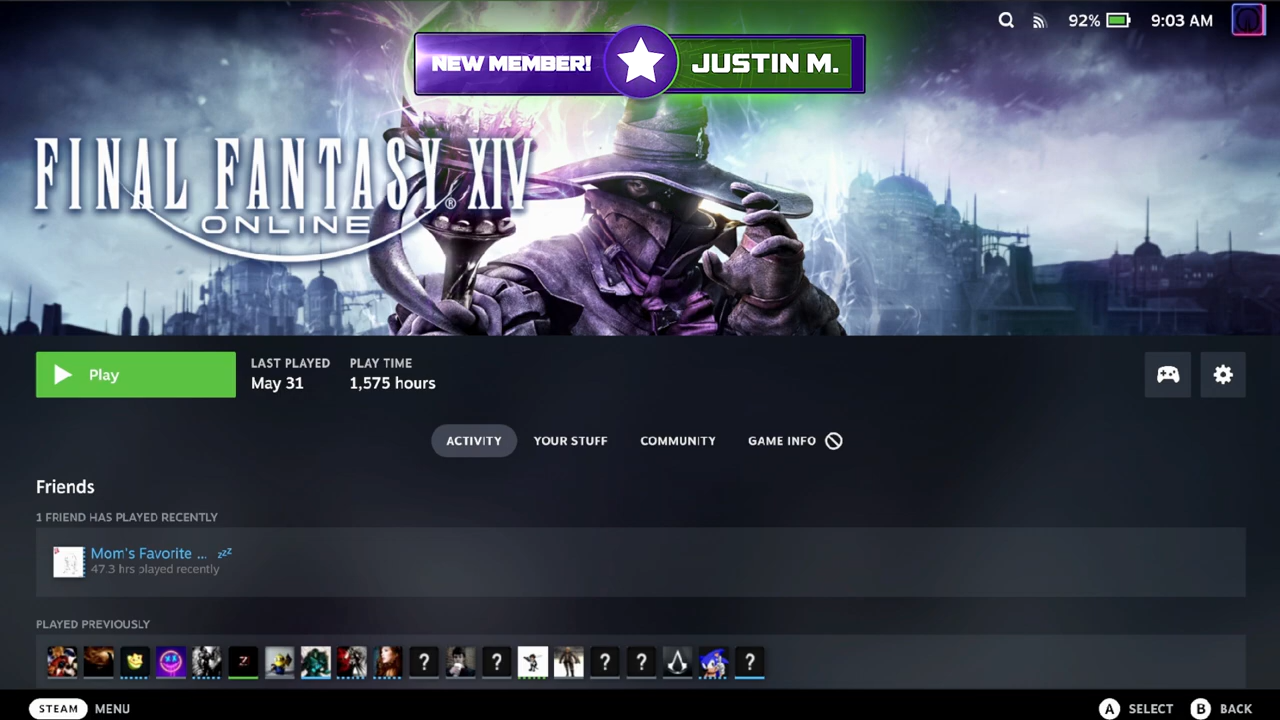 92%
9:03 AM
NEW MEMBER!
JUSTIN M.
FINAL FANTASY® XIV
ONLINE
Play
LAST PLAYED
May 31
PLAY TIME
1,575 hours
ACTIVITY
YOUR STUFF
COMMUNITY
GAME INFO
Friends
1 FRIEND HAS PLAYED RECENTLY
Mom's Favorite ... zzZ
47.3 hrs played recently
PLAYED PREVIOUSLY
Z ? ? ? ? ?
STEAM MENU
A SELECT B BACK